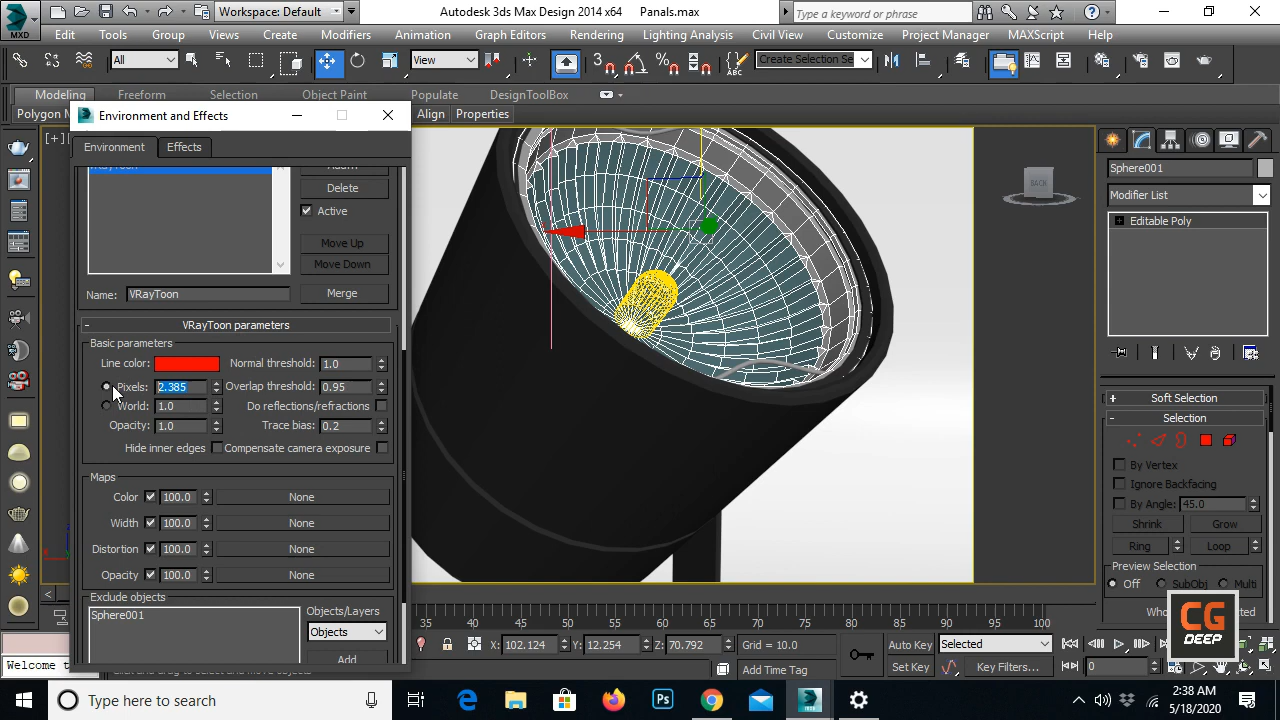 MXD
Workspace: Default
Autodesk 3ds Max Design 2014 x64
Panals.max
Type a keyword or phrase
Edit
Tools
Group
Views
Create
Modifiers
Animation
Graph Editors
Rendering
Lighting Analysis
Civil View
Customize
Project Manager
MAXScript
Help
All
View
3
Create Selection Se
Modeling
Freeform
Selection
Object Paint
Populate
DesignToolBox
Polygon M
Align
Properties
Environment and Effects
Environment
Effects
[+]
BACK
Delete
Active
Move Up
Move Down
Name:
VRayToon
Merge
VRayToon parameters
Basic parameters
Line color:
Normal threshold:
1.0
Pixels:
2.385
Overlap threshold:
0.95
World:
1.0
Do reflections/refractions
Opacity:
1.0
Trace bias:
0.2
Hide inner edges
Compensate camera exposure
Maps
Color
100.0
None
Width
100.0
None
Distortion
100.0
None
Opacity
100.0
None
Exclude objects
Sphere001
Objects/Layers
Objects
Add
Sphere001
Modifier List
Editable Poly
Soft Selection
Selection
By Vertex
Ignore Backfacing
By Angle:
45.0
Shrink
Grow
Ring
Loop
Preview Selection
Off
SubObj
Multi
CG
DEEP
35
40
45
50
55
60
65
70
75
80
85
90
95
100
X:
102.124
Y:
12.254
Z:
70.792
Grid = 10.0
Add Time Tag
Auto Key
Selected
Set Key
Key Filters...
0
Welcome t
Type here to search
2:38 AM
5/18/2020